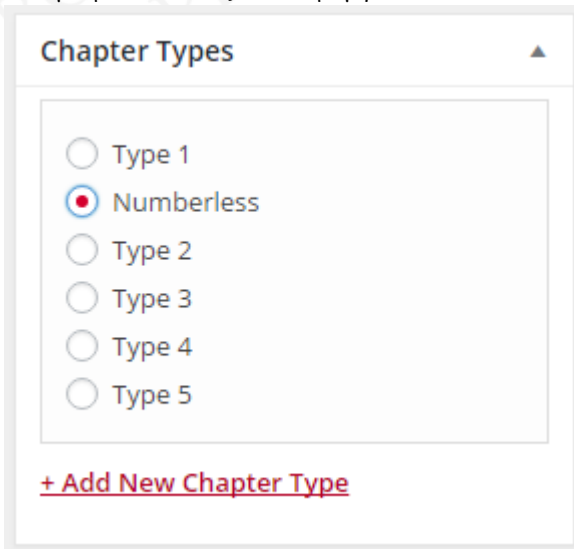 Chapter Types
Type 1
Numberless
Type 2
Type 3
Type 4
Type 5
+ Add New Chapter Type